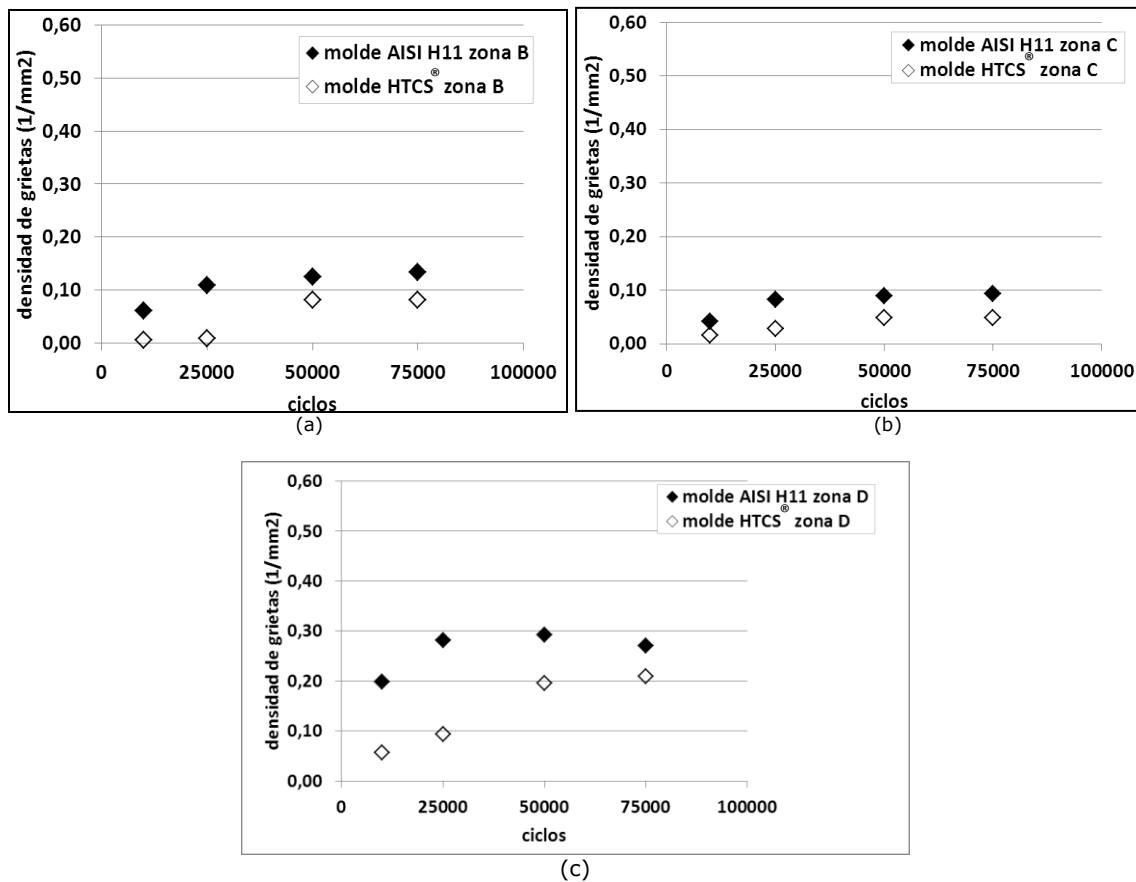 0,60
0,50
0,40
0,30
0,20
0,10
0,00
densidad de grietas (1/mm2)
molde AISI H11 zona B
molde HTCS® zona B
0 25000 50000 75000 100000
ciclos
(a)
0,60
0,50
0,40
0,30
0,20
0,10
0,00
densidad de grietas (1/mm2)
molde AISI H11 zona C
molde HTCS® zona C
0 25000 50000 75000 100000
ciclos
(b)
0,60
0,50
0,40
0,30
0,20
0,10
0,00
densidad de grietas (1/mm2)
molde AISI H11 zona D
molde HTCS® zona D
0 25000 50000 75000 100000
ciclos
(c)